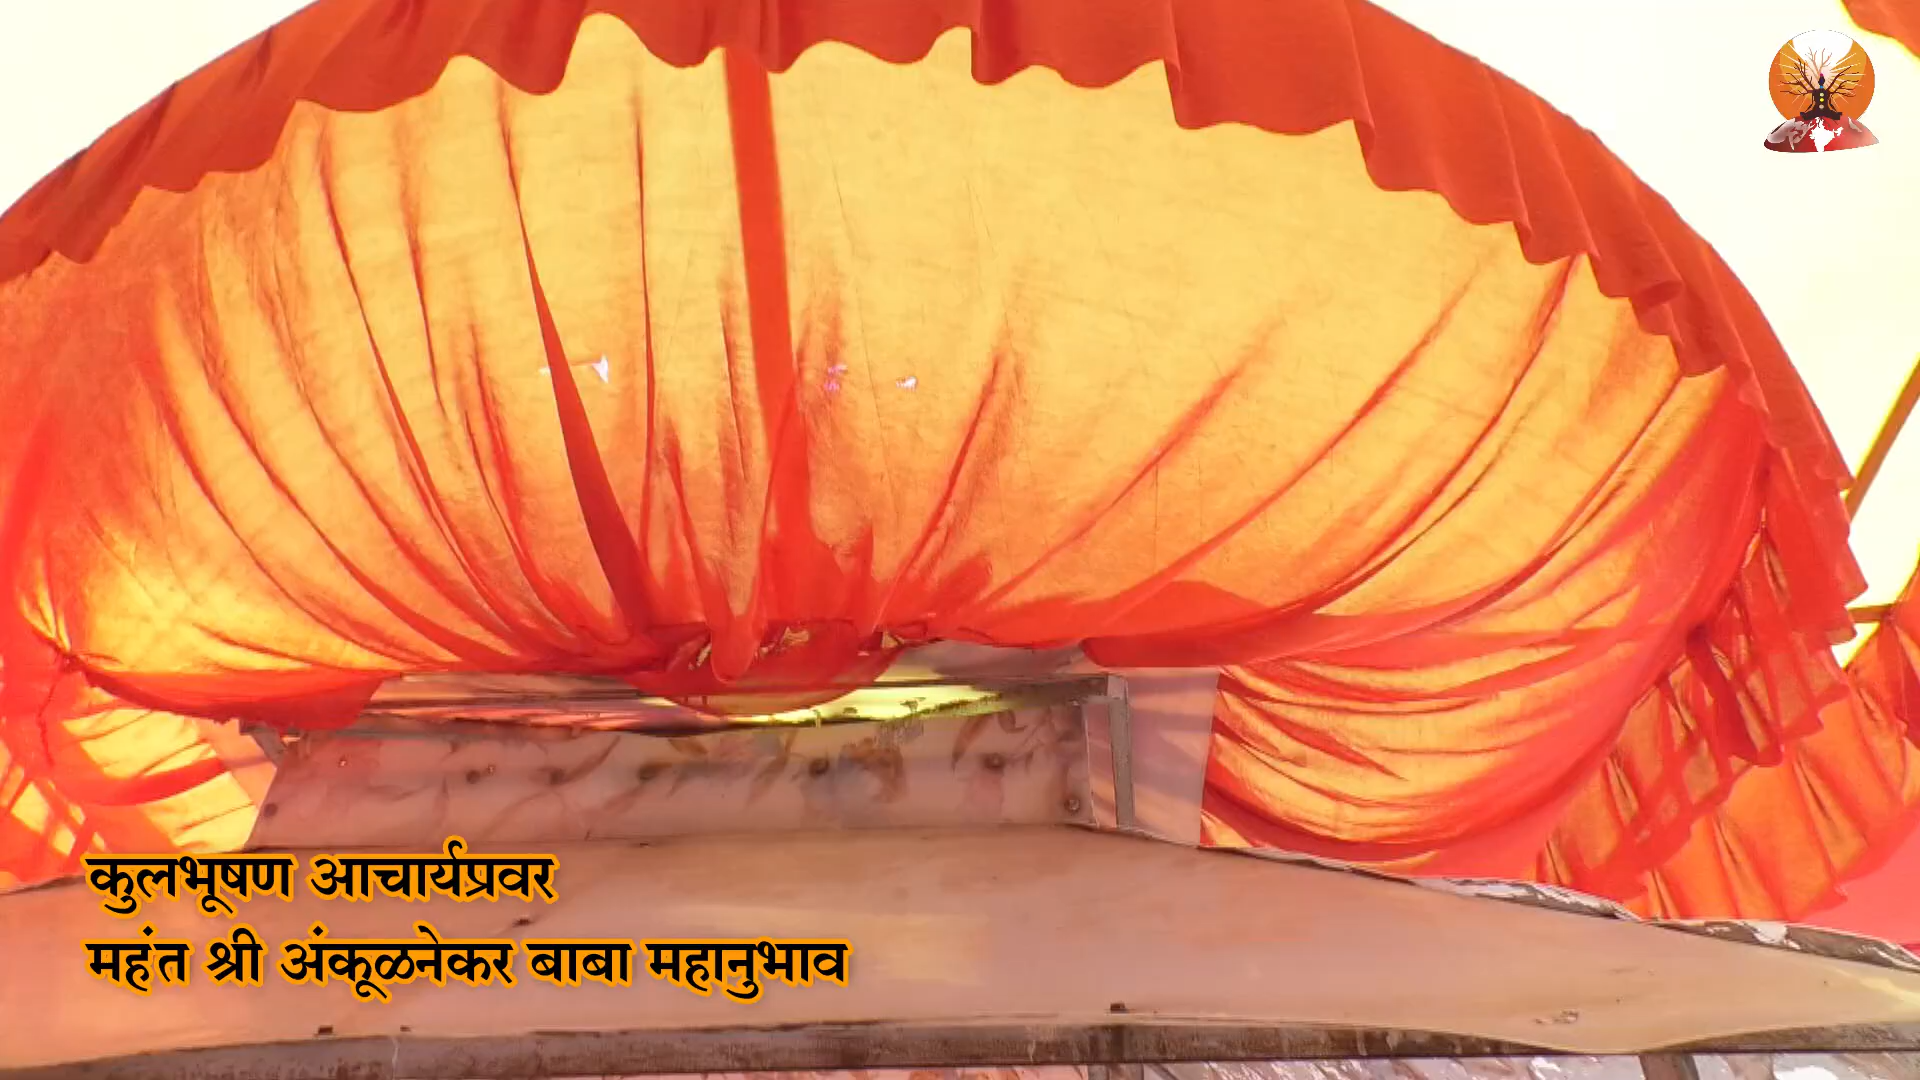 कुलभूषण आचार्यप्रवर
महंत श्री अंकूळनेकर बाबा महानुभाव